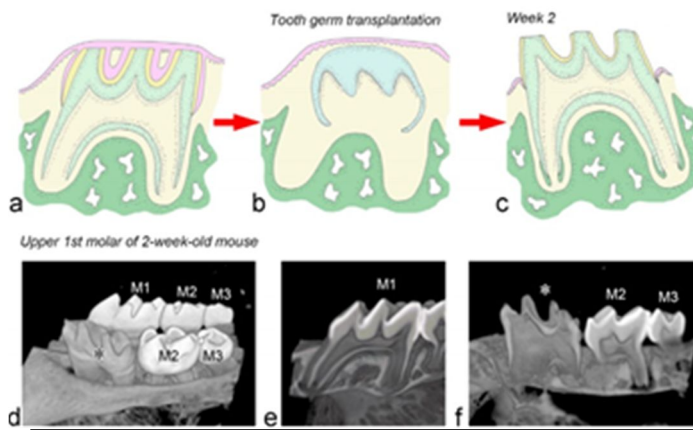 Tooth germ transplantation
Week 2
a
b
c
Upper 1st molar of 2-week-old mouse
M1 M2 M3
* M2 M3
d
M1
e
* M2 M3
f